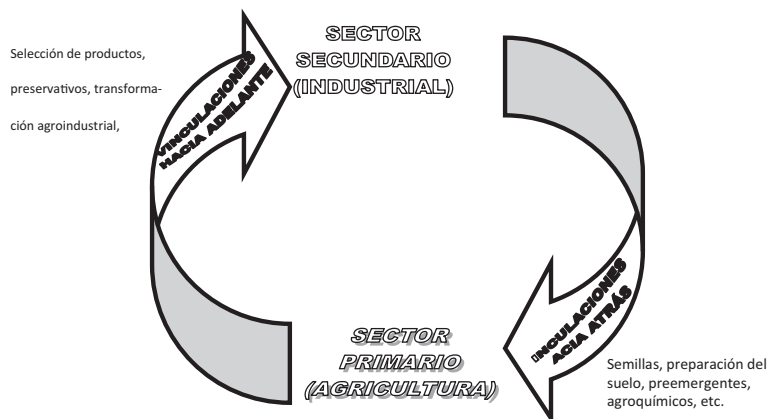 SECTOR
SECUNDARIO
(INDUSTRIAL)
Selección de productos,
preservativos, transforma-
ción agroindustrial,
VINCULACIONES
HACIA ADELANTE
INCULACIONES
ACIA ATRÁS
SECTOR
PRIMARIO
(AGRICULTURA)
Semillas, preparación del
suelo, preemergentes,
agroquímicos, etc.